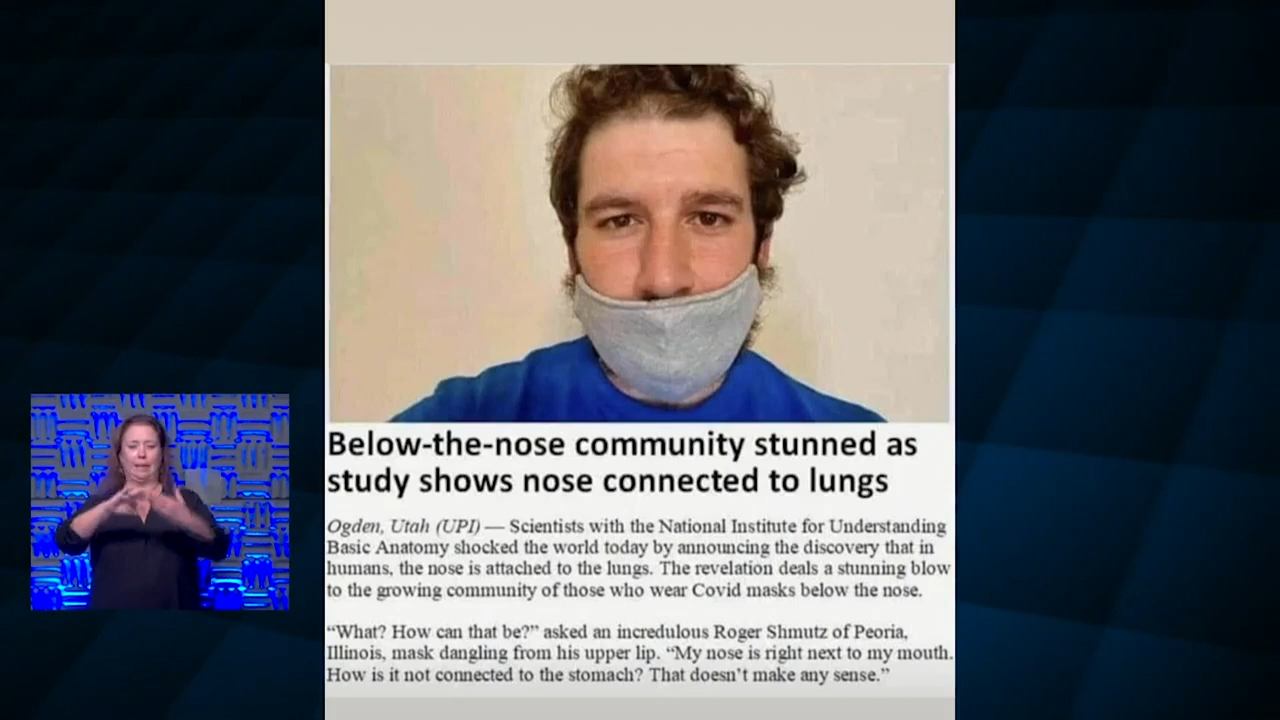 Below-the-nose community stunned as
study shows nose connected to lungs
Ogden, Utah (UPI) — Scientists with the National Institute for Understanding
Basic Anatomy shocked the world today by announcing the discovery that in
humans, the nose is attached to the lungs. The revelation deals a stunning blow
to the growing community of those who wear Covid masks below the nose.
“What? How can that be?” asked an incredulous Roger Shmutz of Peoria,
Illinois, mask dangling from his upper lip. “My nose is right next to my mouth.
How is it not connected to the stomach? That doesn’t make any sense.”